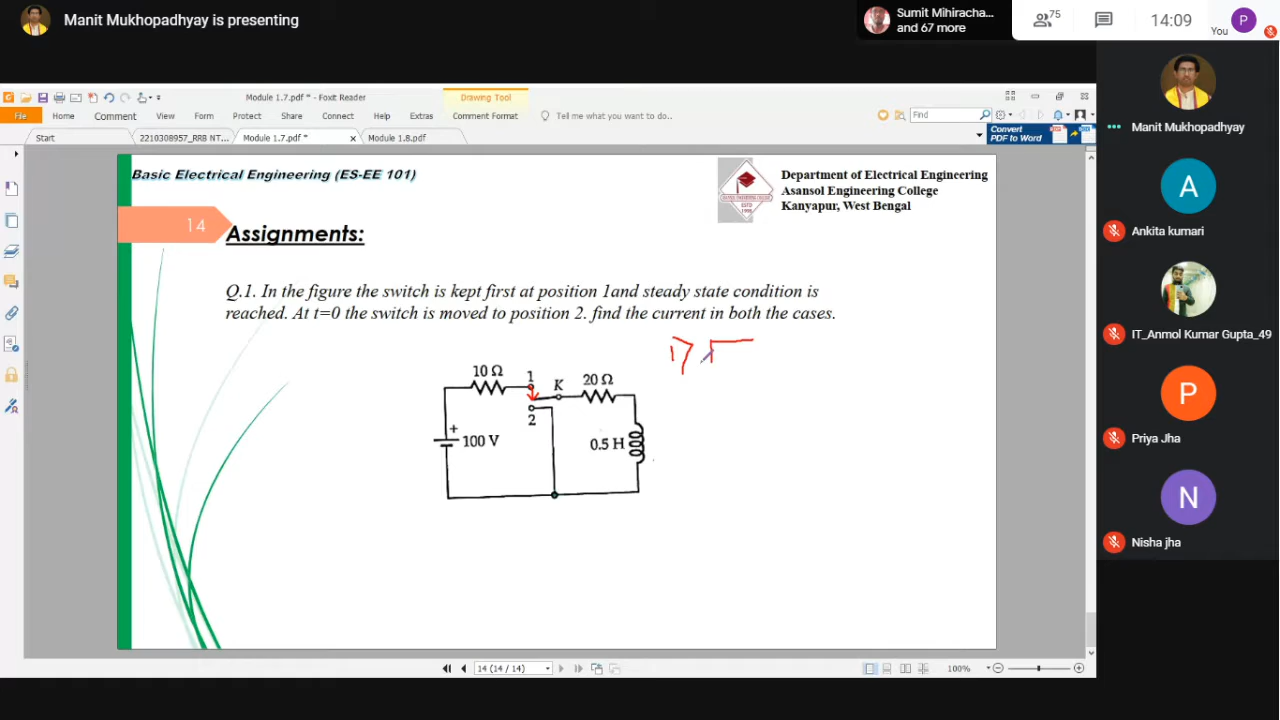 Manit Mukhopadhyay is presenting
Sumit Mihiracha...
and 67 more
75
14:09
You
P
Module 1.7.pdf * - Foxit Reader
Drawing Tool
File
Home
Comment
View
Form
Protect
Share
Connect
Help
Extras
Comment Format
Tell me what you want to do..
Find
Start
2210308957_RRB NT...
Module 1.7.pdf *
Module 1.8.pdf
Convert
PDF to Word
Basic Electrical Engineering (ES-EE 101)
Department of Electrical Engineering
Asansol Engineering College
Kanyapur, West Bengal
14
Assignments:
Q.1. In the figure the switch is kept first at position 1and steady state condition is
reached. At t=0 the switch is moved to position 2. find the current in both the cases.
10 Ω
1
K
20 Ω
2
+
100 V
0.5 H
14 (14 / 14)
100%
Manit Mukhopadhyay
A
Ankita kumari
IT_Anmol Kumar Gupta_49
P
Priya Jha
N
Nisha jha